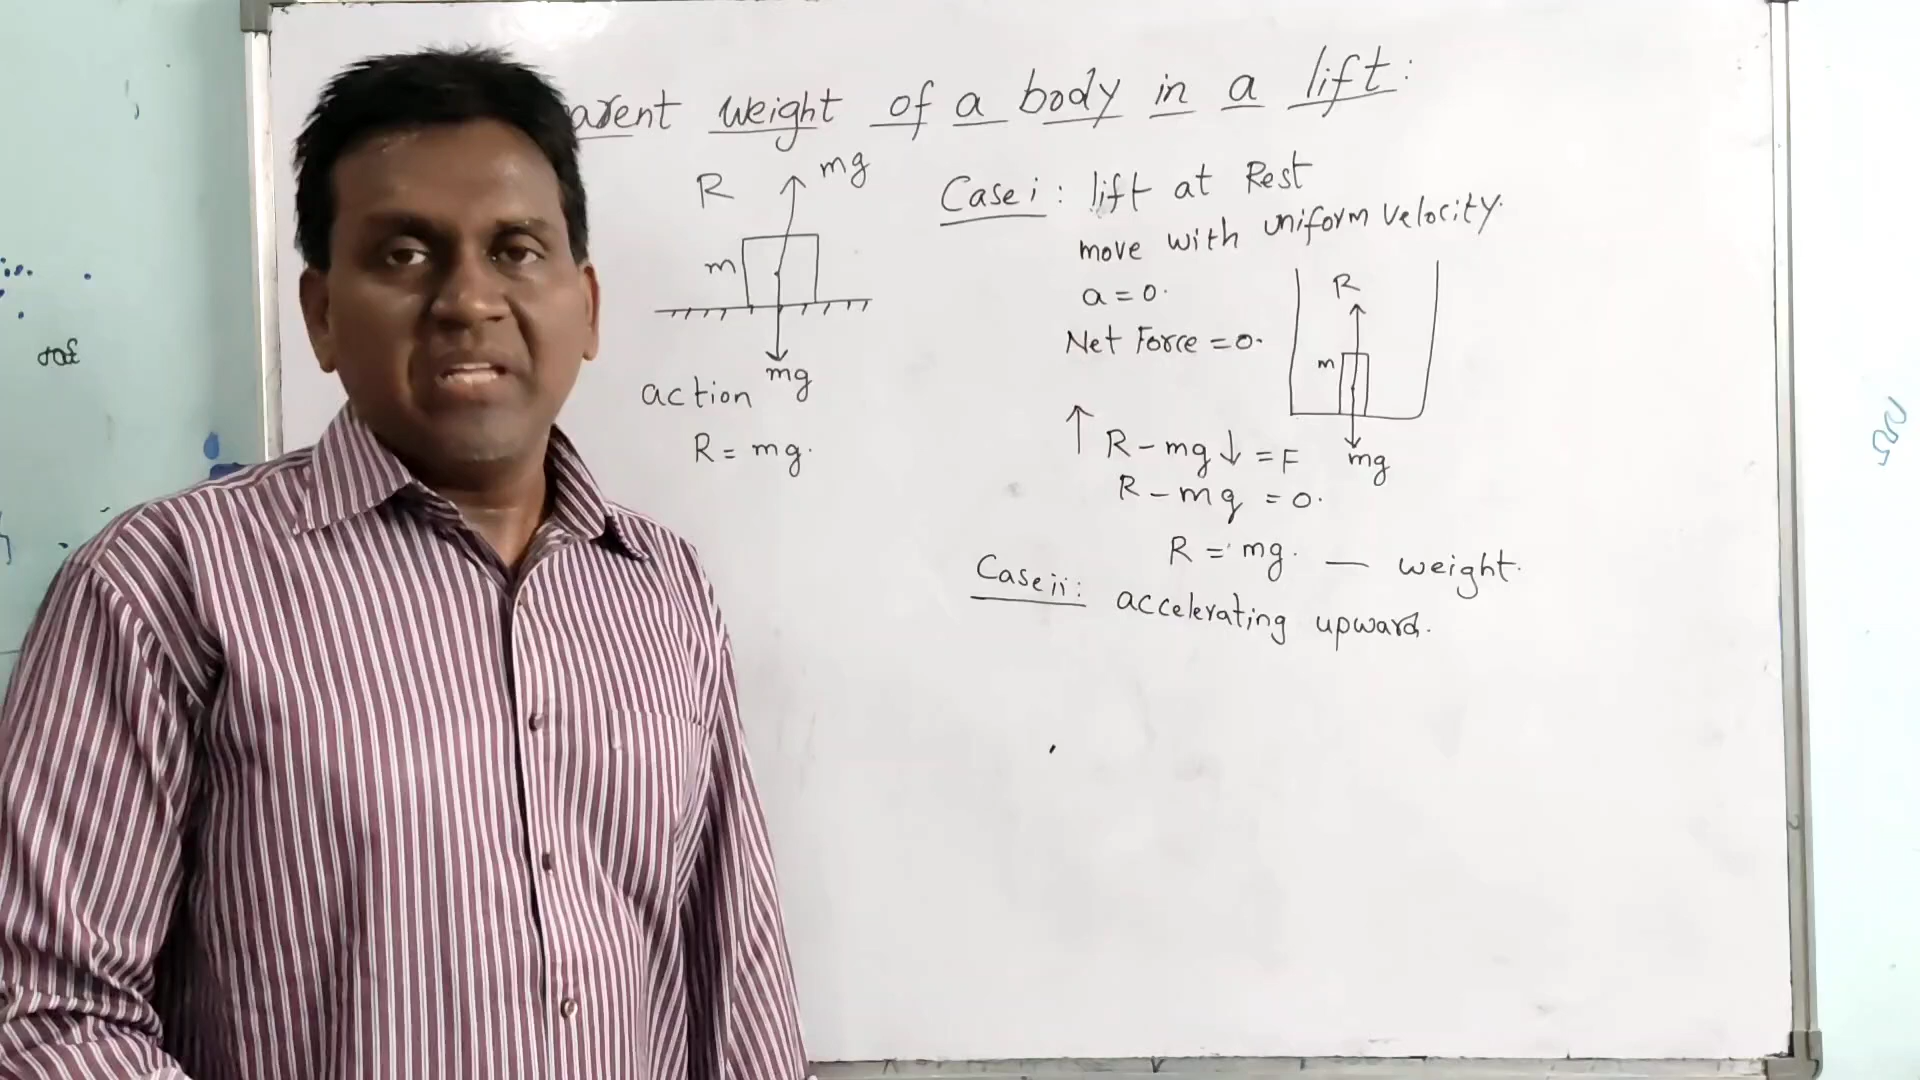 arent weight of a body in a lift:
R
mg
m
mg
action
R = mg.
Case i: lift at Rest
move with uniform velocity.
a = 0.
Net Force = 0.
R
m
mg
↑ R - mg ↓ = F
R - mg = 0.
R = mg. — weight.
Case ii: accelerating upward.